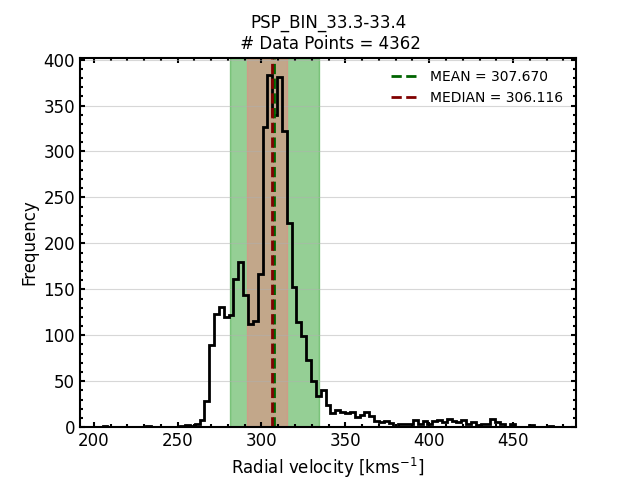 PSP_BIN_33.3-33.4
# Data Points = 4362
MEAN = 307.670
MEDIAN = 306.116
Frequency
400
350
300
250
200
150
100
50
0
200 250 300 350 400 450
Radial velocity [kms⁻¹]